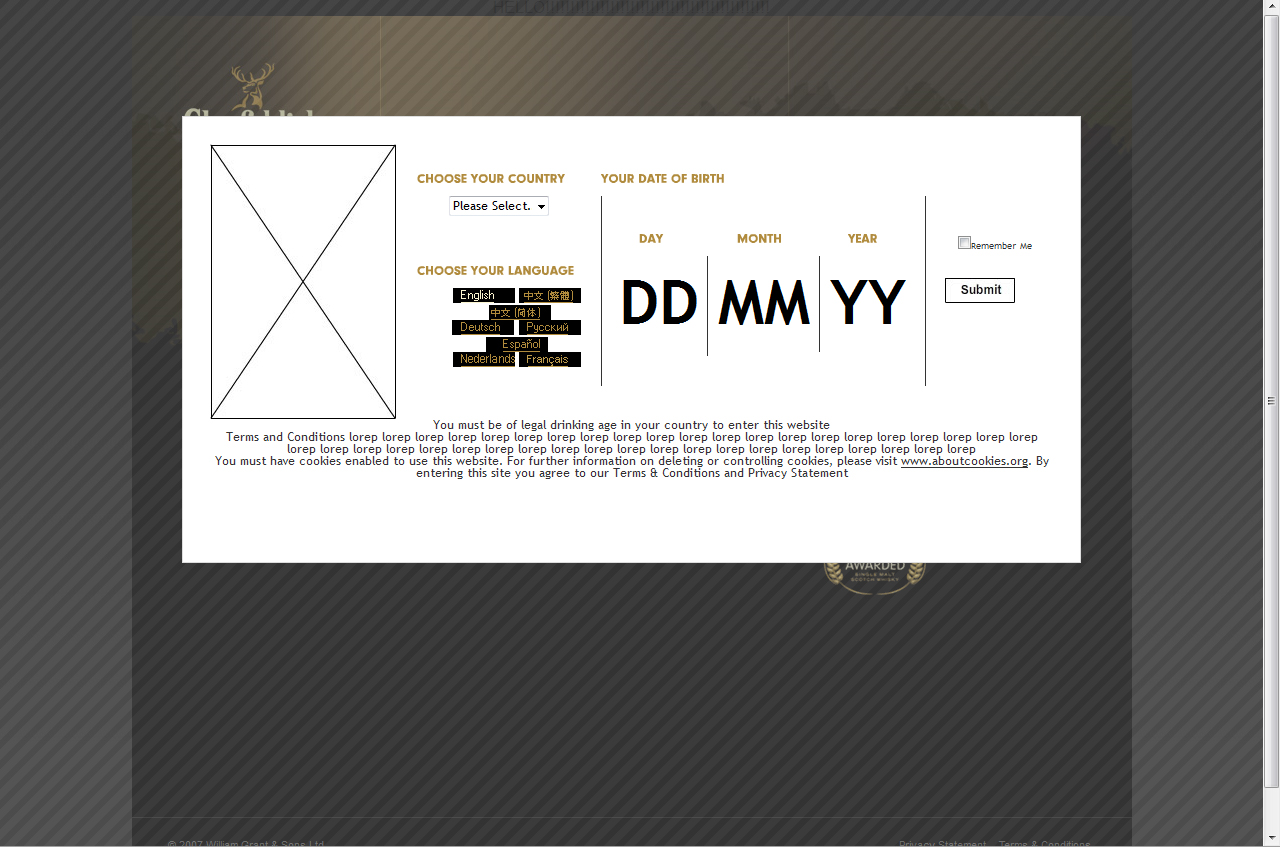 CHOOSE YOUR COUNTRY
YOUR DATE OF BIRTH
Please Select.
DAY
MONTH
YEAR
Remember Me
CHOOSE YOUR LANGUAGE
DD
MM
YY
Submit
English
中文 (繁體)
中文 (简体)
Deutsch
Русский
Español
Nederlands
Français
You must be of legal drinking age in your country to enter this website
Terms and Conditions lorep lorep lorep lorep lorep lorep lorep lorep lorep lorep lorep lorep lorep lorep lorep lorep lorep lorep lorep lorep lorep
lorep lorep lorep lorep lorep lorep lorep lorep lorep lorep lorep lorep lorep lorep lorep lorep lorep lorep lorep lorep lorep
You must have cookies enabled to use this website. For further information on deleting or controlling cookies, please visit www.aboutcookies.org. By
entering this site you agree to our Terms & Conditions and Privacy Statement
AWARDED
SINGLE MALT
SCOTCH WHISKY
© 2007 William Grant & Sons Ltd
Privacy Statement
Terms & Conditions